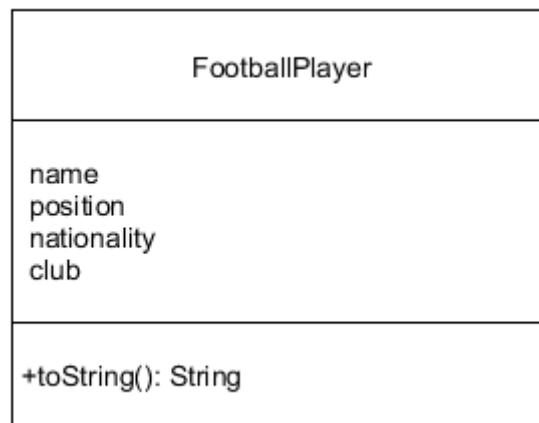 FootballPlayer
name
position
nationality
club
+toString(): String